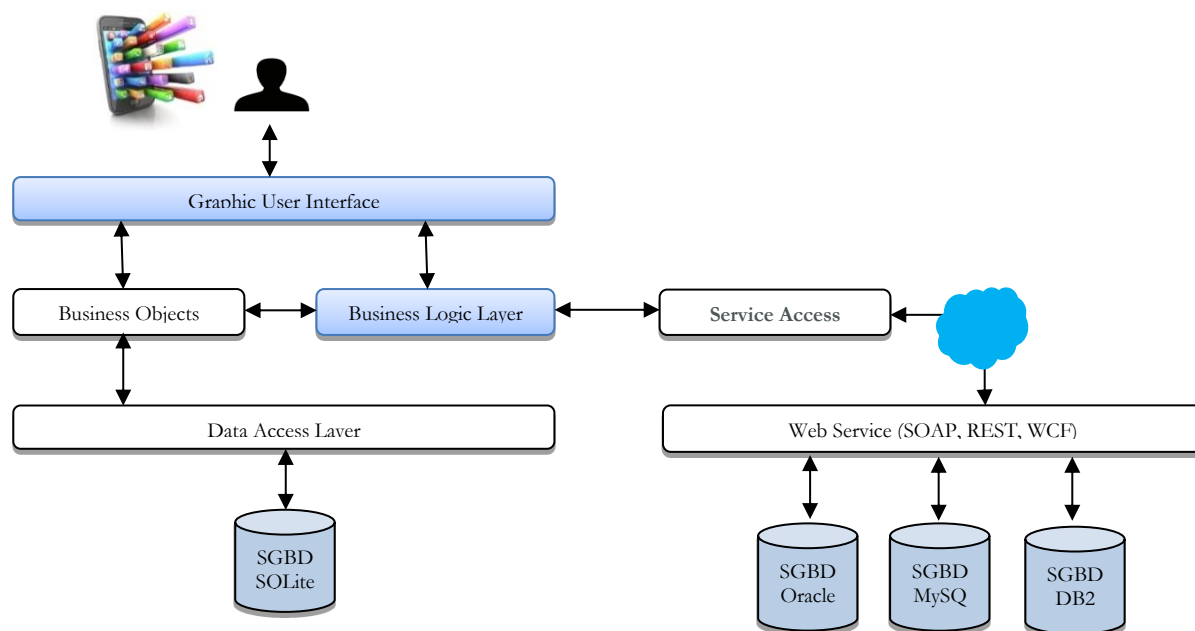 Graphic User Interface
Business Objects
Business Logic Layer
Service Access
Data Access Layer
Web Service (SOAP, REST, WCF)
SGBD
SQLite
SGBD
Oracle
SGBD
MySQ
SGBD
DB2